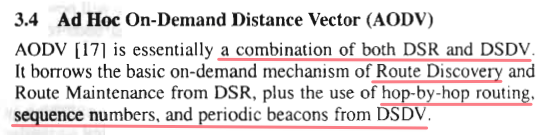 3.4 Ad Hoc On-Demand Distance Vector (AODV)
AODV [17] is essentially a combination of both DSR and DSDV.
It borrows the basic on-demand mechanism of Route Discovery and
Route Maintenance from DSR, plus the use of hop-by-hop routing,
sequence numbers, and periodic beacons from DSDV.